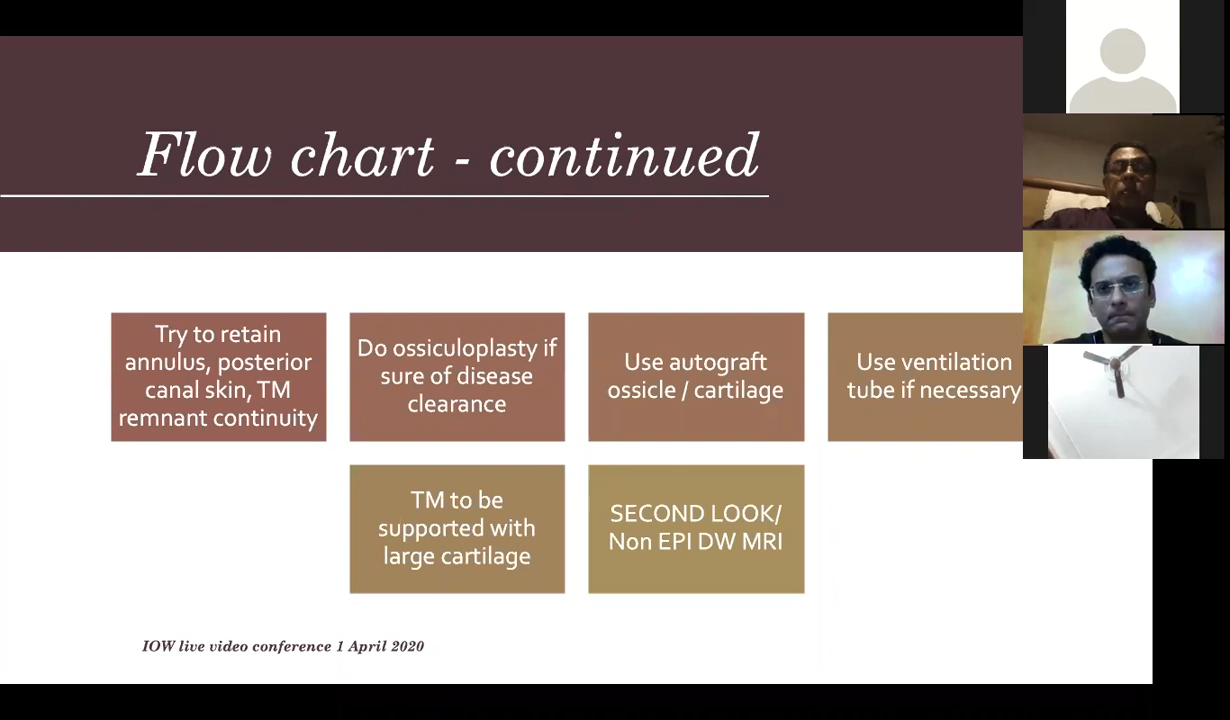 Flow chart - continued
Try to retain
annulus, posterior
canal skin, TM
remnant continuity
Do ossiculoplasty if
sure of disease
clearance
Use autograft
ossicle / cartilage
Use ventilation
tube if necessary
TM to be
supported with
large cartilage
SECOND LOOK/
Non EPI DW MRI
IOW live video conference 1 April 2020